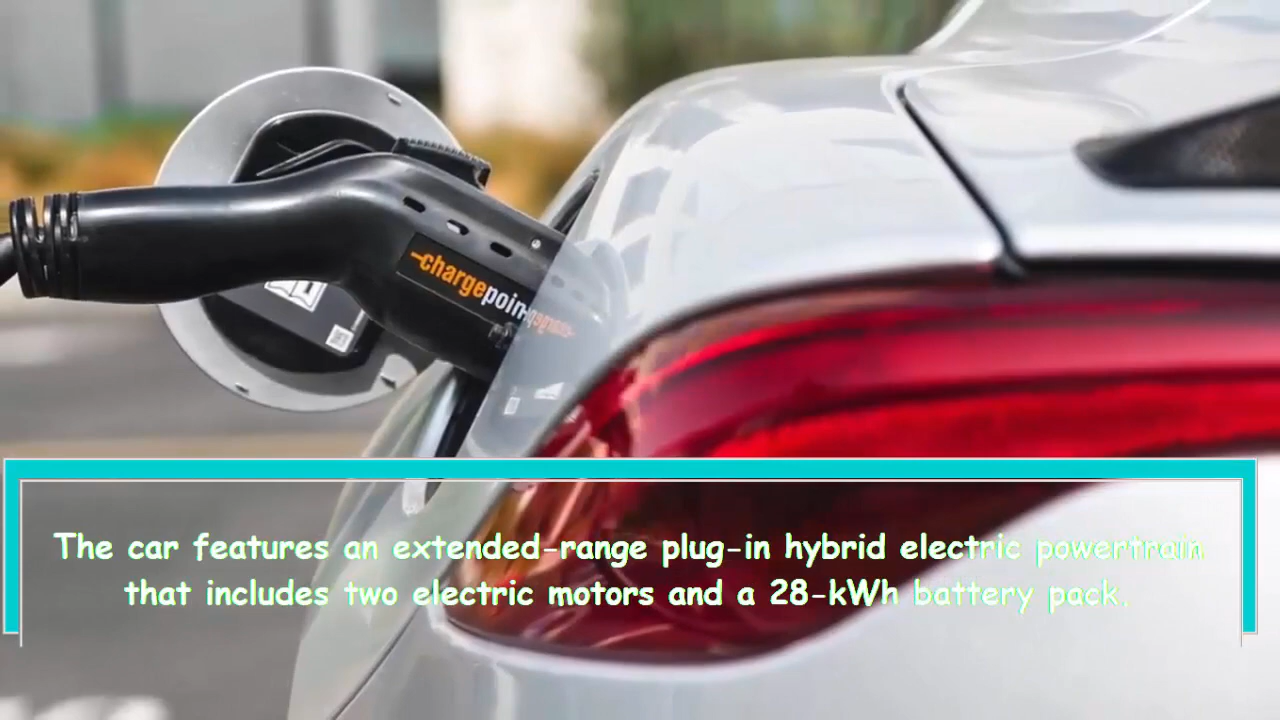 chargepoin
The car features an extended-range plug-in hybrid electric powertrain
that includes two electric motors and a 28-kWh battery pack.